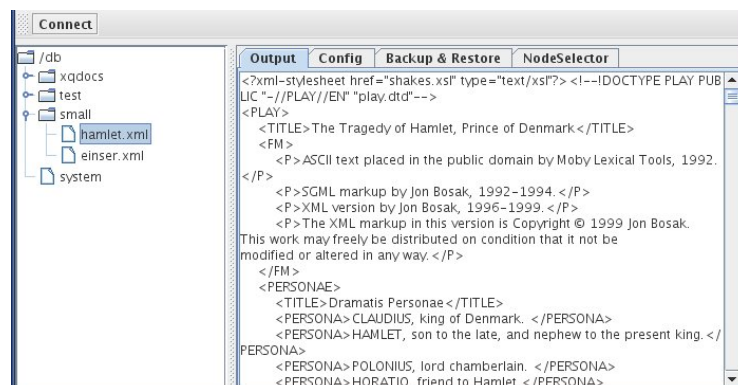 Connect
/db
xqdocs
test
small
hamlet.xml
einser.xml
system
Output Config Backup & Restore NodeSelector
<?xml-stylesheet href="shakes.xsl" type="text/xsl"?> <!--!DOCTYPE PLAY PUB
LIC "-//PLAY//EN" "play.dtd"-->
<PLAY>
<TITLE>The Tragedy of Hamlet, Prince of Denmark</TITLE>
<FM>
<P>ASCII text placed in the public domain by Moby Lexical Tools, 1992.
</P>
<P>SGML markup by Jon Bosak, 1992-1994.</P>
<P>XML version by Jon Bosak, 1996-1999.</P>
<P>The XML markup in this version is Copyright © 1999 Jon Bosak.
This work may freely be distributed on condition that it not be
modified or altered in any way.</P>
</FM>
<PERSONAE>
<TITLE>Dramatis Personae</TITLE>
<PERSONA>CLAUDIUS, king of Denmark. </PERSONA>
<PERSONA>HAMLET, son to the late, and nephew to the present king.</
PERSONA>
<PERSONA>POLONIUS, lord chamberlain. </PERSONA>
<PERSONA>HORATIO, friend to Hamlet.</PERSONA>